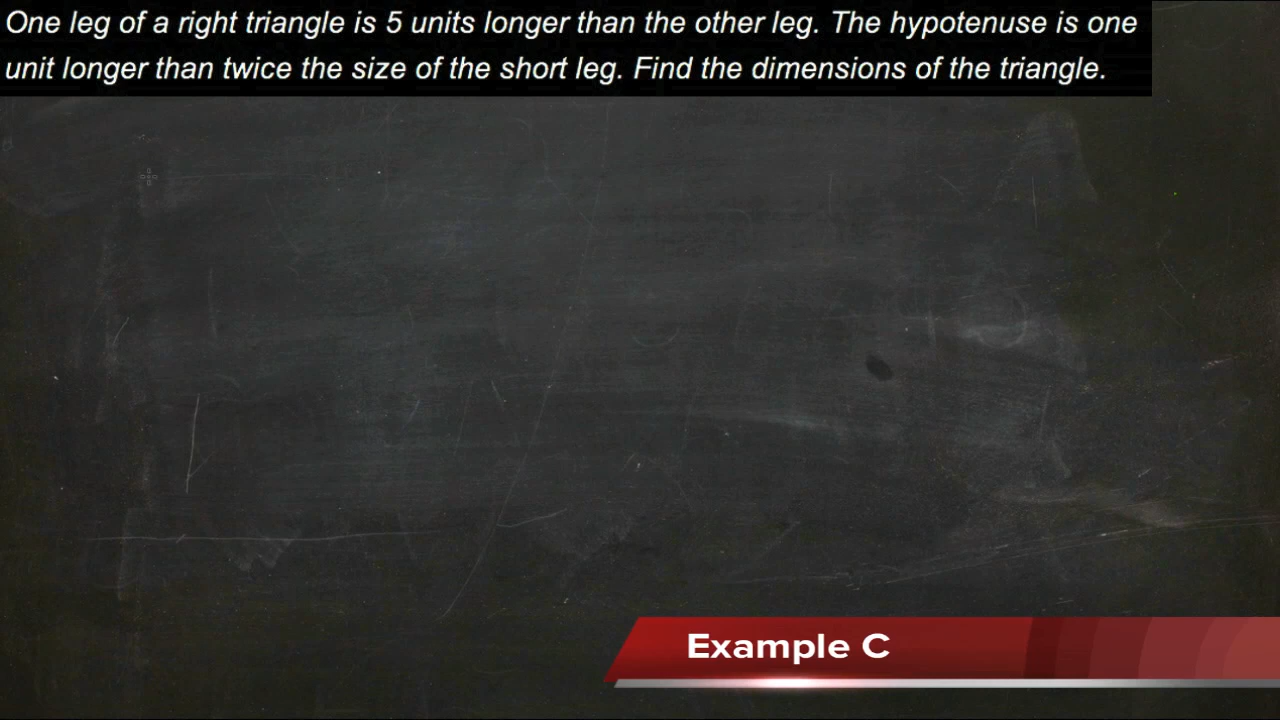 One leg of a right triangle is 5 units longer than the other leg. The hypotenuse is one
unit longer than twice the size of the short leg. Find the dimensions of the triangle.
Example C